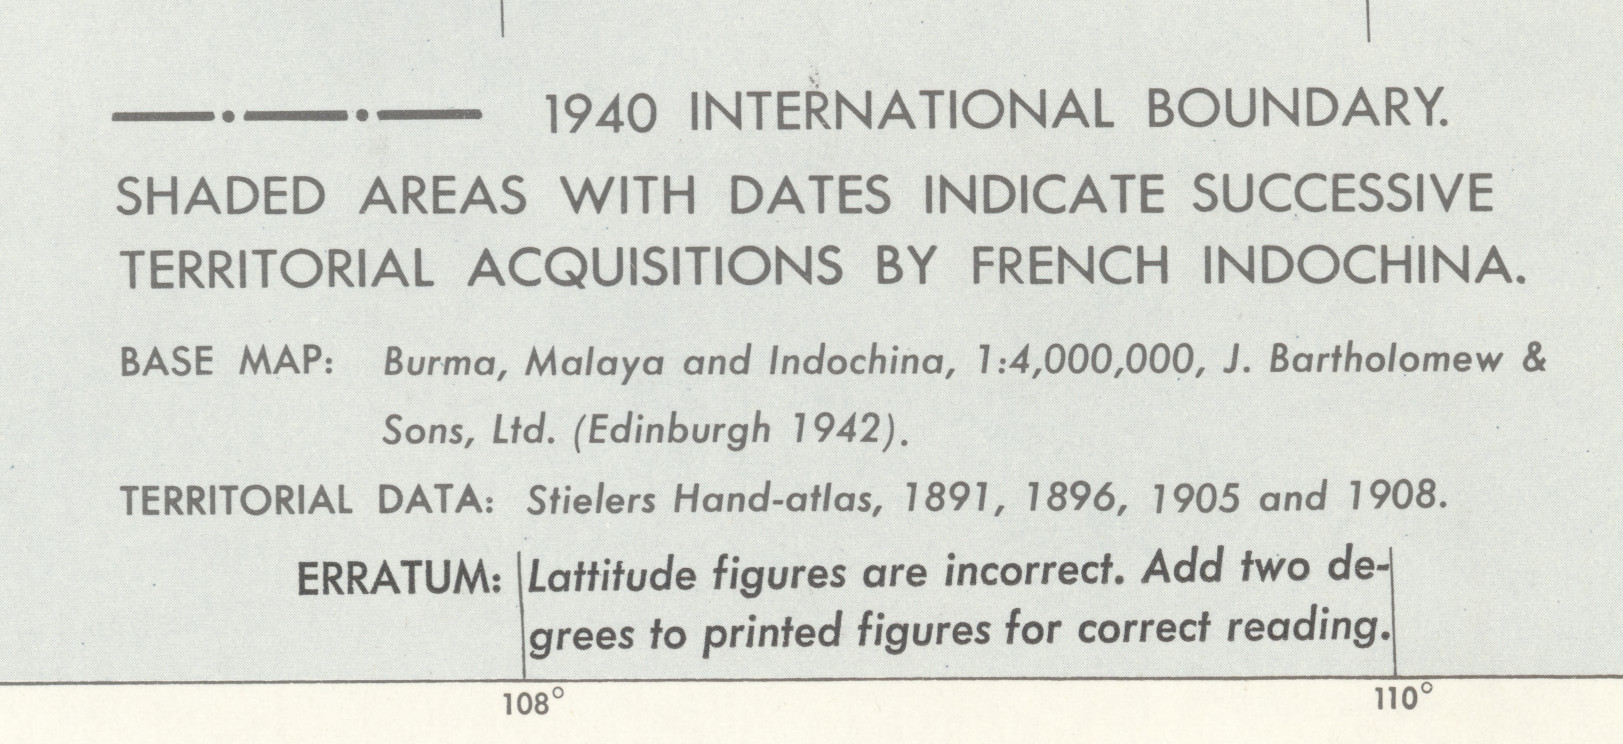 1940 INTERNATIONAL BOUNDARY.
SHADED AREAS WITH DATES INDICATE SUCCESSIVE
TERRITORIAL ACQUISITIONS BY FRENCH INDOCHINA.
BASE MAP: Burma, Malaya and Indochina, 1:4,000,000, J. Bartholomew &
Sons, Ltd. (Edinburgh 1942).
TERRITORIAL DATA: Stielers Hand-atlas, 1891, 1896, 1905 and 1908.
ERRATUM: Lattitude figures are incorrect. Add two de-
grees to printed figures for correct reading.
108° 110°